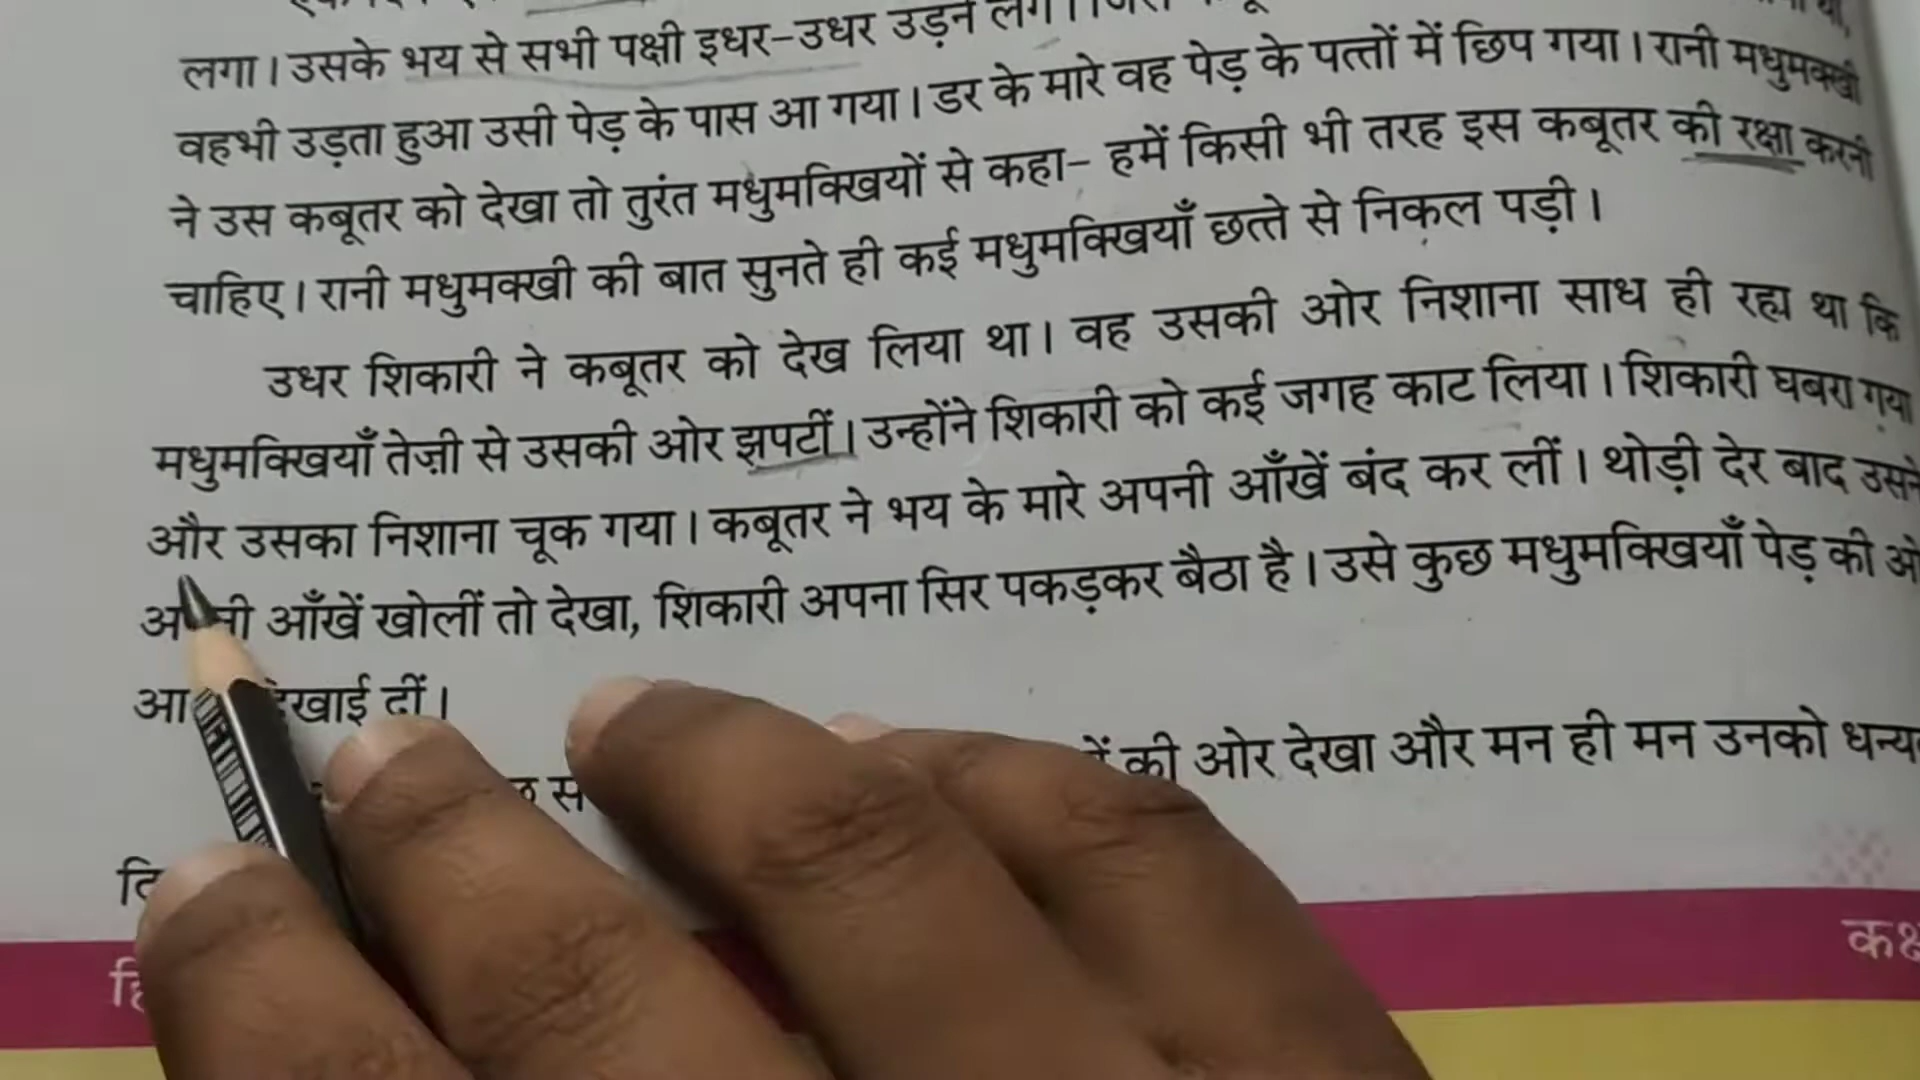 लगा। उसके भय से सभी पक्षी इधर-उधर उड़ने लगे।
वहभी उड़ता हुआ उसी पेड़ के पास आ गया। डर के मारे वह पेड़ के पत्तों में छिप गया। रानी मधुमक्खी
ने उस कबूतर को देखा तो तुरंत मधुमक्खियों से कहा- हमें किसी भी तरह इस कबूतर की रक्षा करनी
चाहिए। रानी मधुमक्खी की बात सुनते ही कई मधुमक्खियाँ छत्ते से निकल पड़ी।
उधर शिकारी ने कबूतर को देख लिया था। वह उसकी ओर निशाना साध ही रहा था कि
मधुमक्खियाँ तेज़ी से उसकी ओर झपटीं। उन्होंने शिकारी को कई जगह काट लिया। शिकारी घबरा गया
और उसका निशाना चूक गया। कबूतर ने भय के मारे अपनी आँखें बंद कर लीं। थोड़ी देर बाद उसने
आँखें खोलीं तो देखा, शिकारी अपना सिर पकड़कर बैठा है। उसे कुछ मधुमक्खियाँ पेड़ की
दीं।
की ओर देखा और मन ही मन उनको